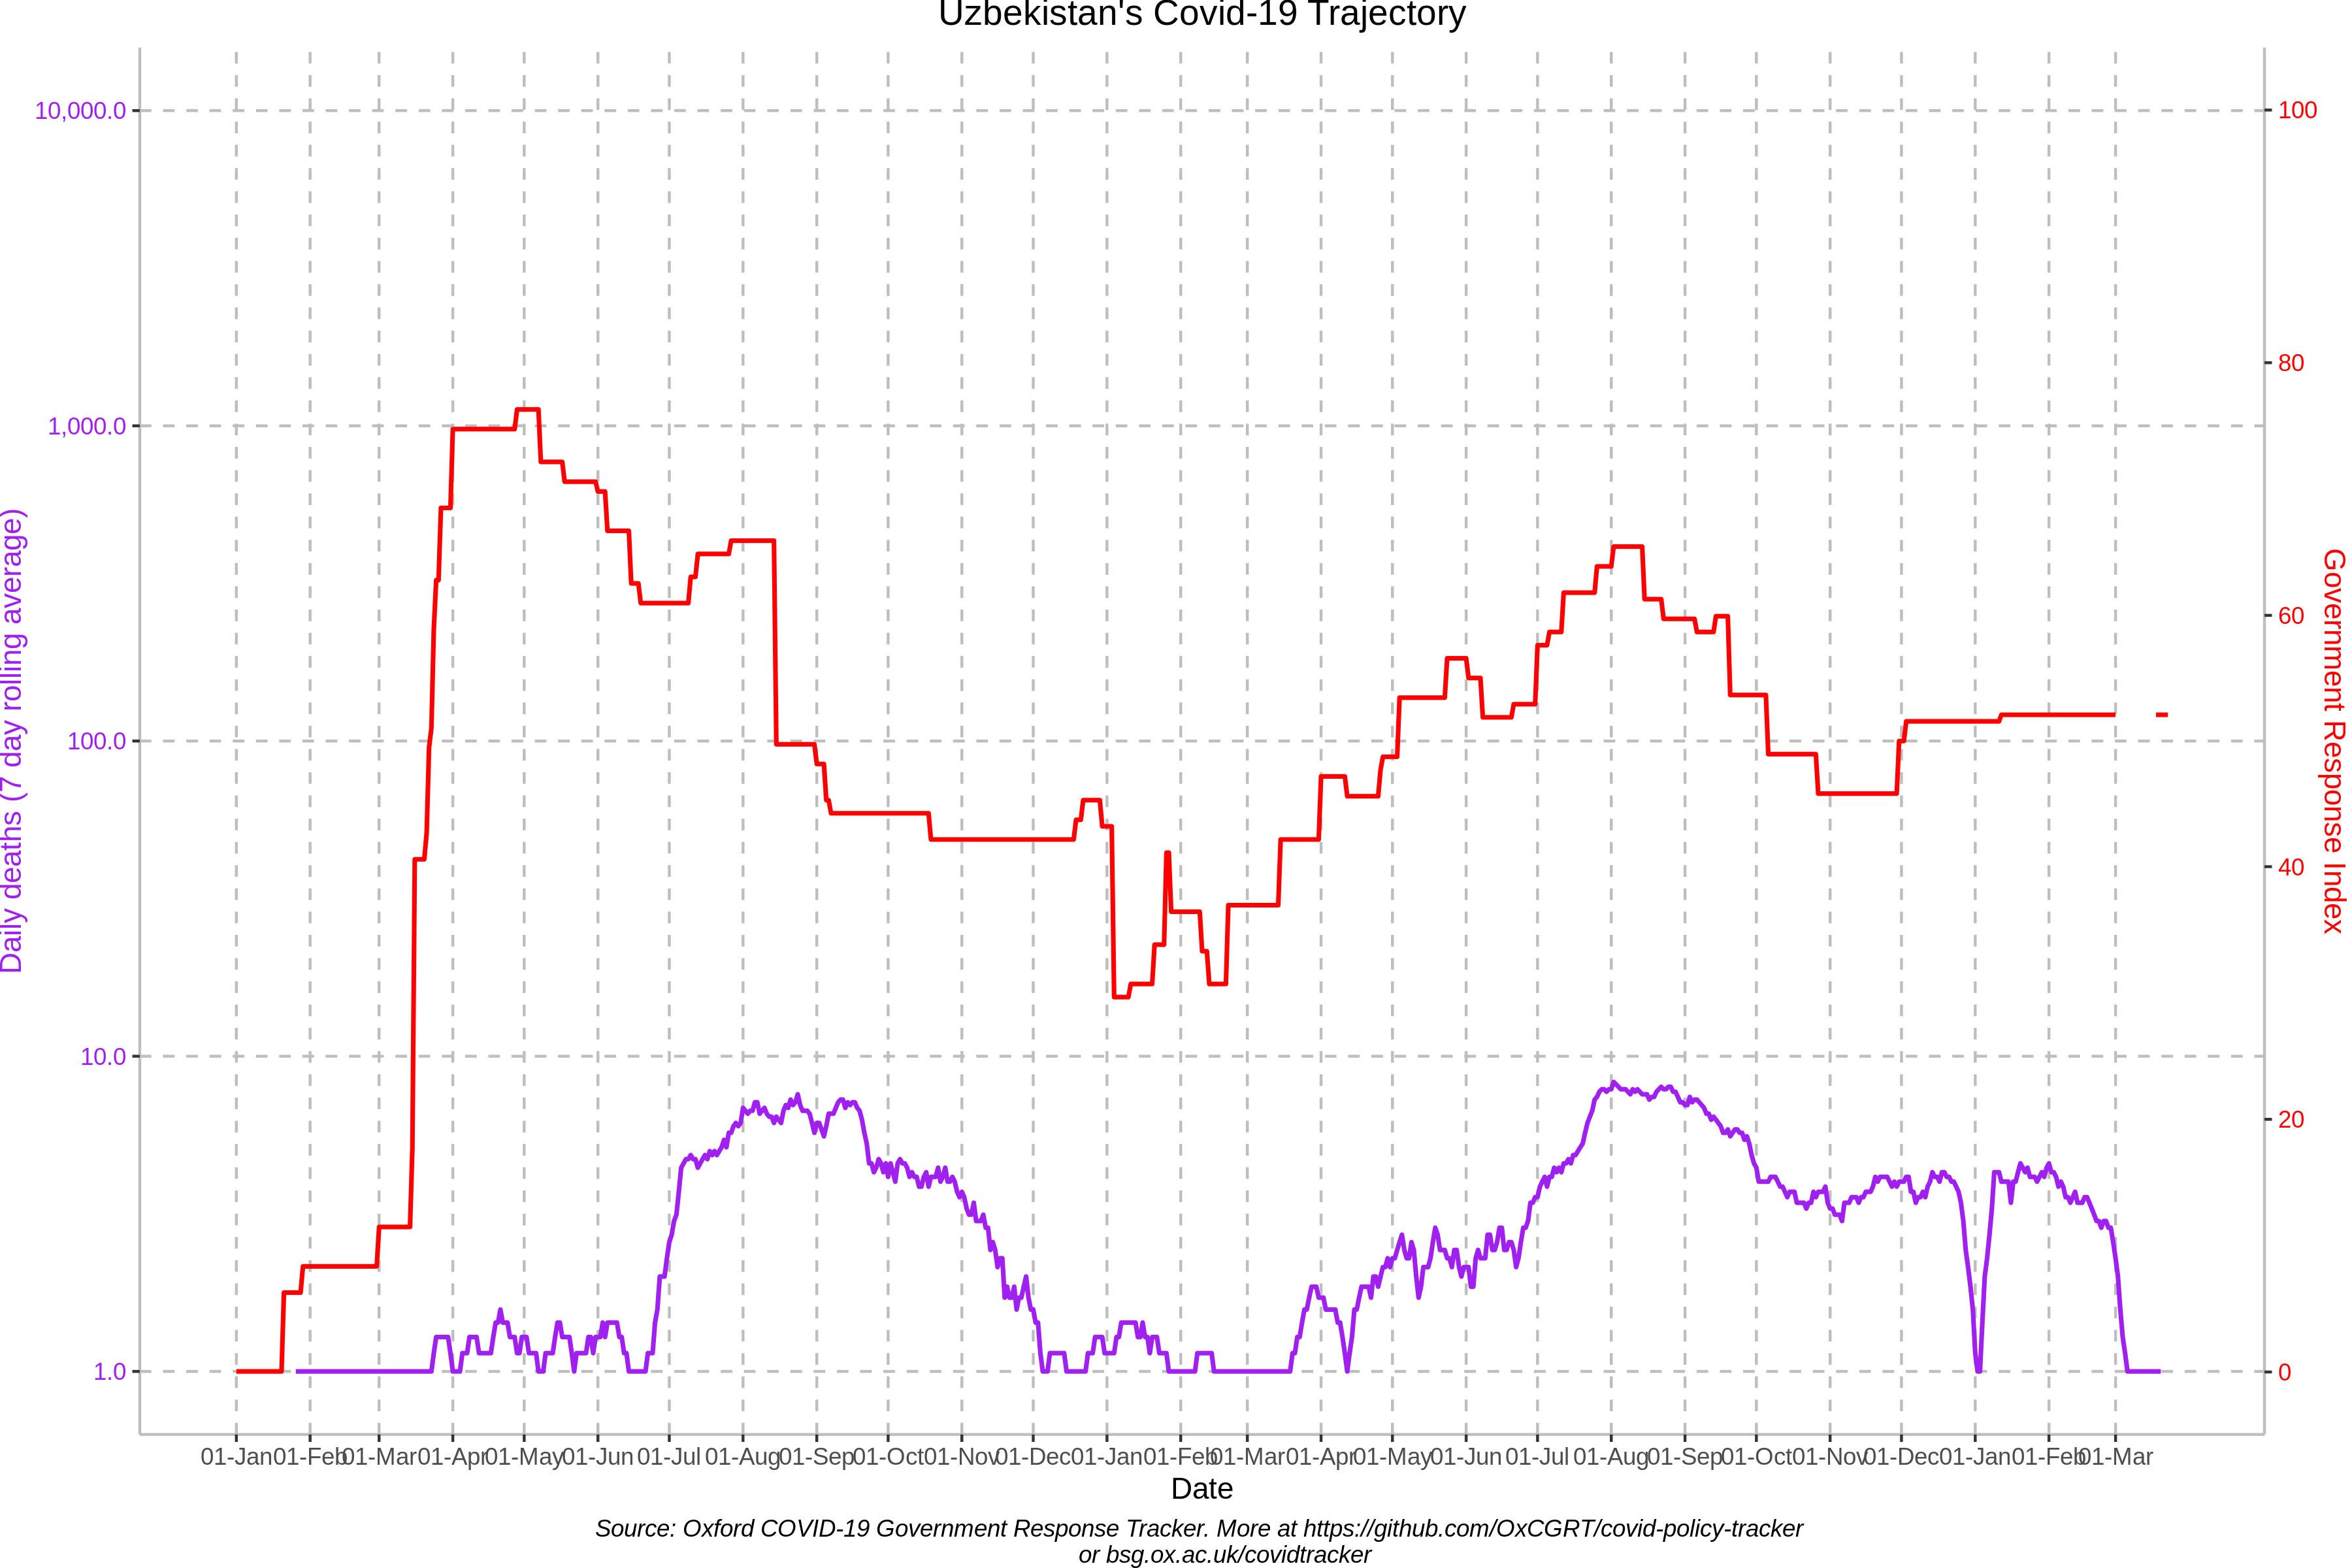 Uzbekistan's Covid-19 Trajectory
10,000.0
1,000.0
100.0
10.0
1.0
Daily deaths (7 day rolling average)
100
80
60
40
20
0
Government Response Index
01-Jan 01-Feb 01-Mar 01-Apr 01-May 01-Jun 01-Jul 01-Aug 01-Sep 01-Oct 01-Nov 01-Dec 01-Jan 01-Feb 01-Mar 01-Apr 01-May 01-Jun 01-Jul 01-Aug 01-Sep 01-Oct 01-Nov 01-Dec 01-Jan 01-Feb 01-Mar
Date
Source: Oxford COVID-19 Government Response Tracker. More at https://github.com/OxCGRT/covid-policy-tracker
or bsg.ox.ac.uk/covidtracker